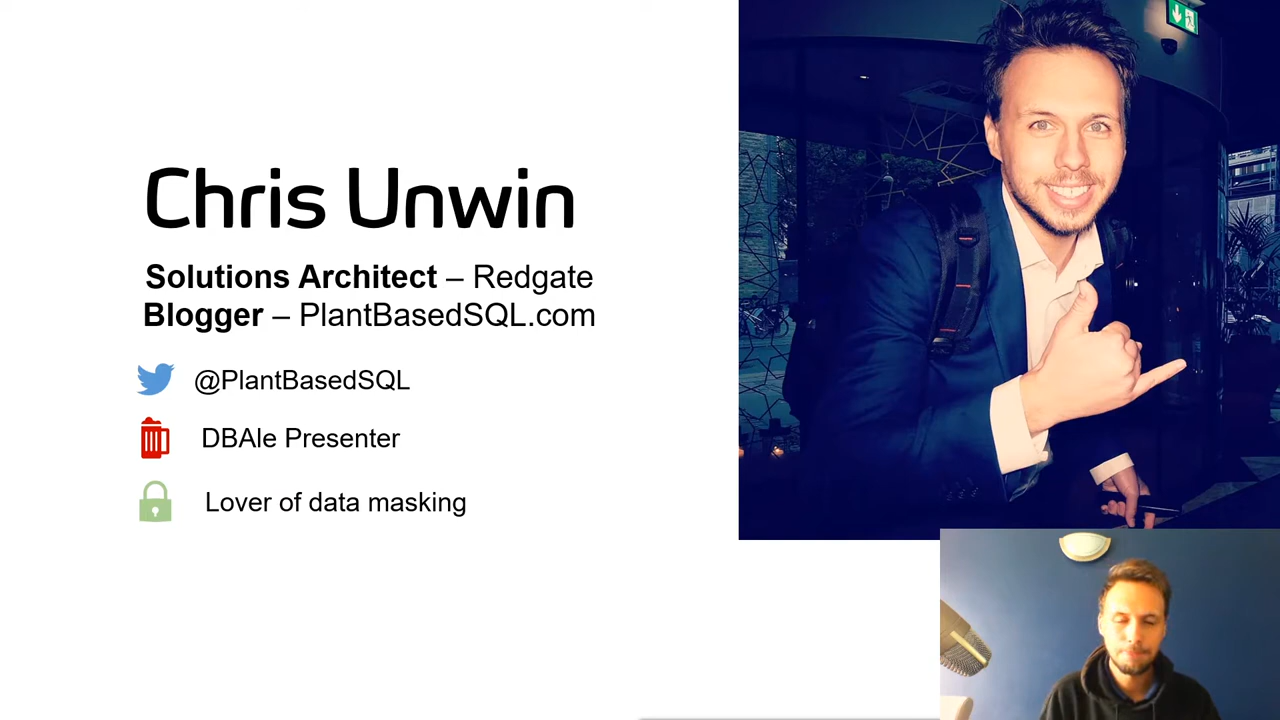 Chris Unwin
Solutions Architect – Redgate
Blogger – PlantBasedSQL.com
@PlantBasedSQL
DBAle Presenter
Lover of data masking